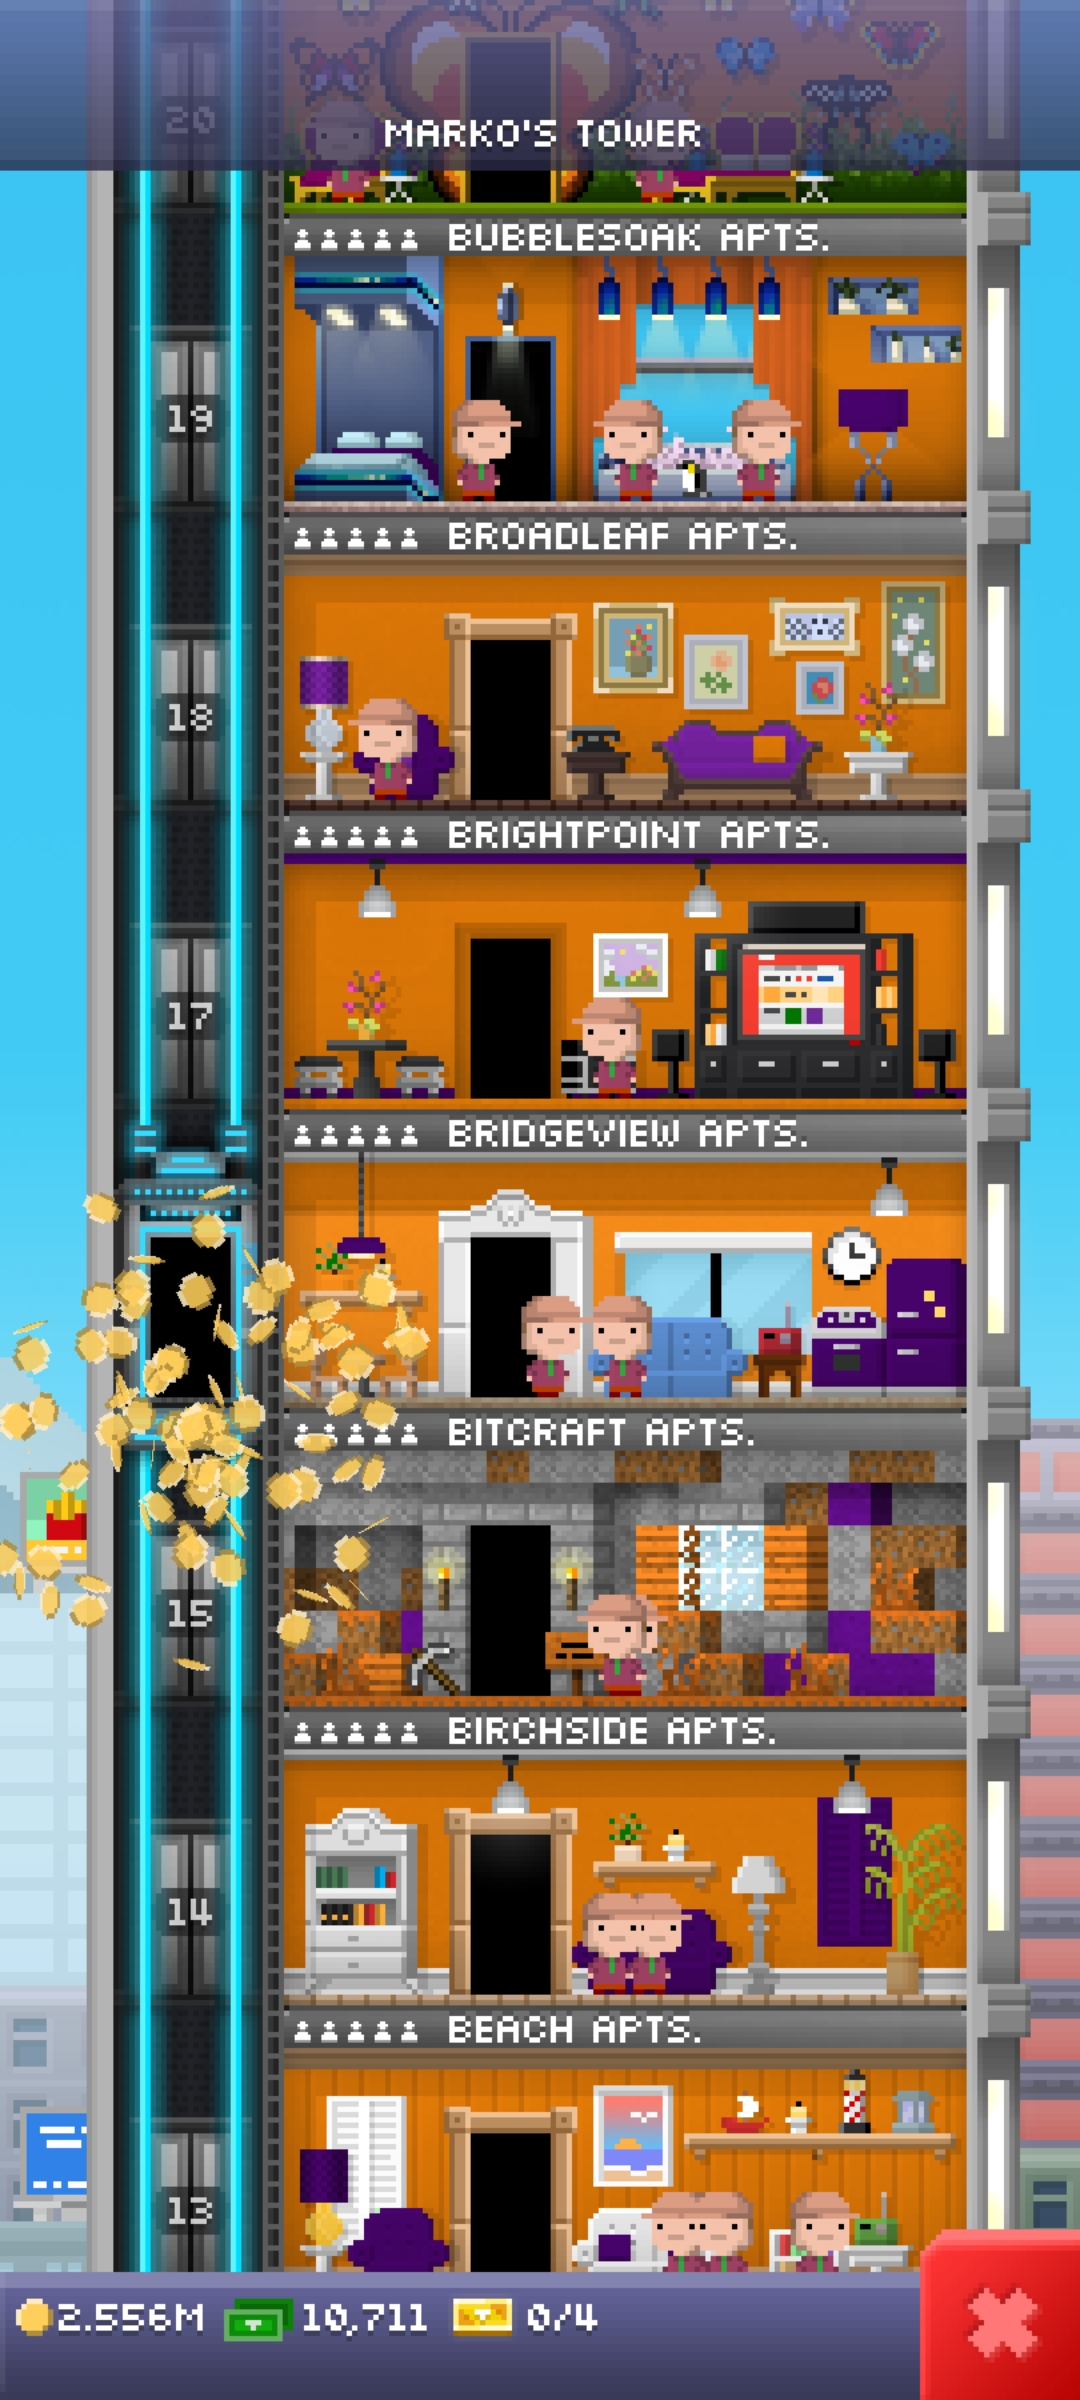 20
MARKO'S TOWER
BUBBLESOAK APTS.
19
BROADLEAF APTS.
18
BRIGHTPOINT APTS.
17
BRIDGEVIEW APTS.
BITCRAFT APTS.
15
BIRCHSIDE APTS.
14
BEACH APTS.
13
2.556M 10,711 0/4